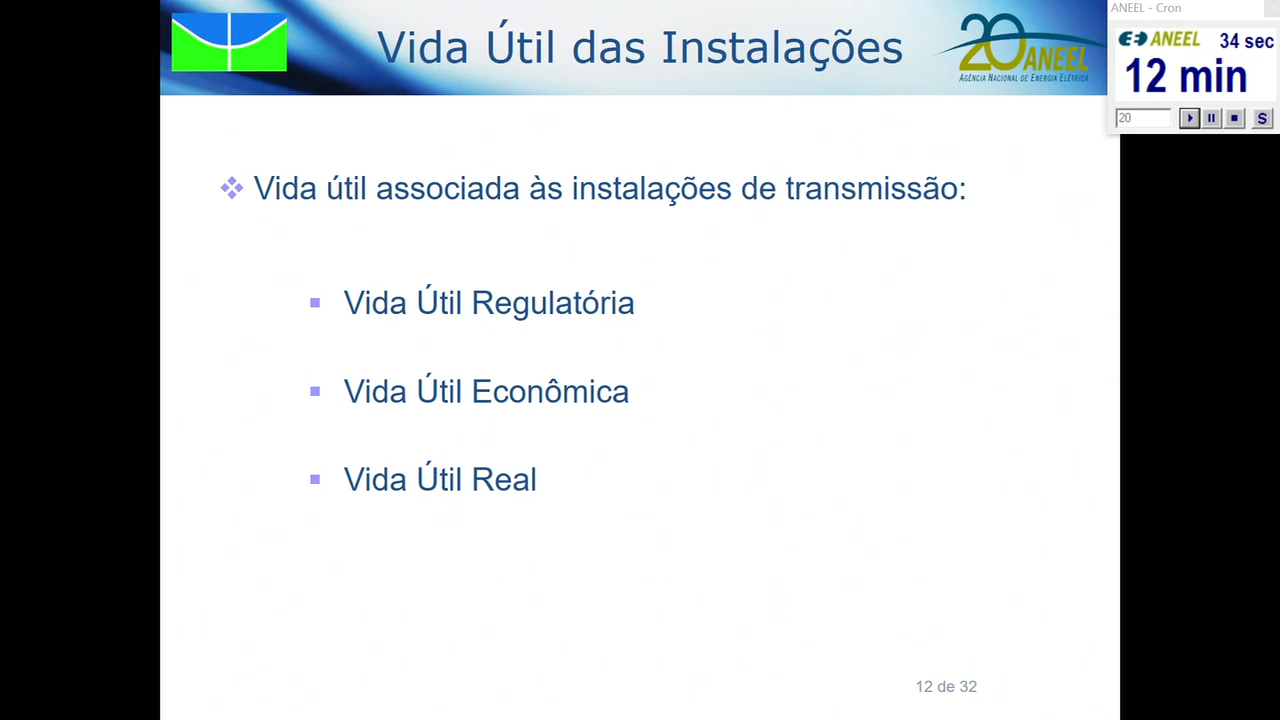 Vida Útil das Instalações
20 ANEEL
AGÊNCIA NACIONAL DE ENERGIA ELÉTRICA
ANEEL - Cron
ANEEL 34 sec
12 min
20
S
Vida útil associada às instalações de transmissão:
Vida Útil Regulatória
Vida Útil Econômica
Vida Útil Real
12 de 32